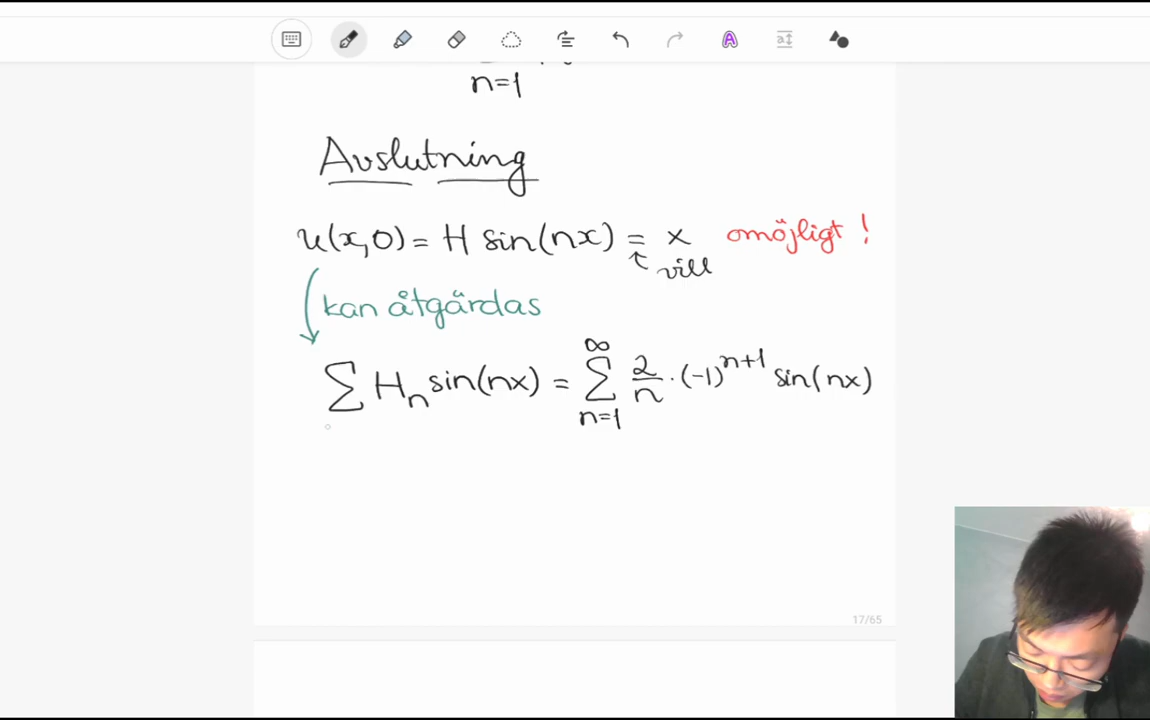 n=1
Avslutning
u(x,0) = H sin(nx) = x omöjligt !
↑ vill
kan åtgärdas
∞
∑ Hₙ sin(nx) = ∑ 2/n · (-1)ⁿ⁺¹ sin(nx)
n=1
17/65